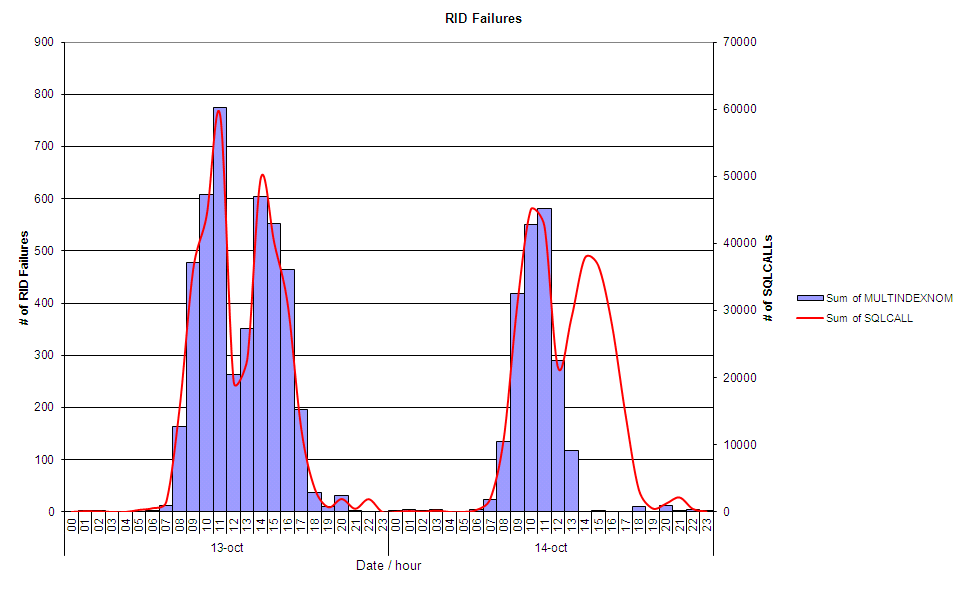 RID Failures
900
800
700
600
500
400
300
200
100
0
# of RID Failures
70000
60000
50000
40000
30000
20000
10000
0
# of SQLCALLs
Sum of MULTINDEXNOM
Sum of SQLCALL
00 01 02 03 04 05 06 07 08 09 10 11 12 13 14 15 16 17 18 19 20 21 22 23 00 01 02 03 04 05 06 07 08 09 10 11 12 13 14 15 16 17 18 19 20 21 22 23
13-oct 14-oct
Date / hour